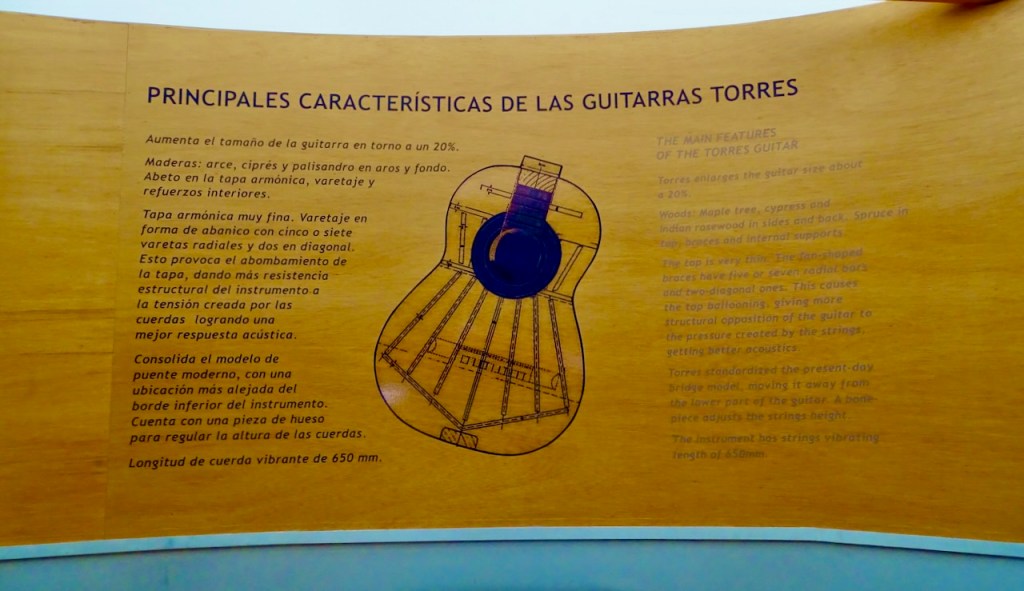 PRINCIPALES CARACTERÍSTICAS DE LAS GUITARRAS TORRES
Aumenta el tamaño de la guitarra en torno a un 20%.
Maderas: arce, ciprés y palisandro en aros y fondo.
Abeto en la tapa armónica, varetaje y
refuerzos interiores.
Tapa armónica muy fina. Varetaje en
forma de abanico con cinco o siete
varetas radiales y dos en diagonal.
Esto provoca el abombamiento de
la tapa, dando más resistencia
estructural del instrumento a
la tensión creada por las
cuerdas logrando una
mejor respuesta acústica.
Consolida el modelo de
puente moderno, con una
ubicación más alejada del
borde inferior del instrumento.
Cuenta con una pieza de hueso
para regular la altura de las cuerdas.
Longitud de cuerda vibrante de 650 mm.
THE MAIN FEATURES
OF THE TORRES GUITAR
Torres enlarges the guitar size about
a 20%.
Woods: Maple tree, cypress and
indian rosewood in sides and back. Spruce in
top, braces and internal supports.
The top is very thin. The fan-shaped
braces have five or seven radial bars
and two diagonal ones. This causes
the top ballooning, giving more
structural opposition of the guitar to
the pressure created by the strings,
getting better acoustics.
Torres standardized the present-day
bridge model, moving it away from
the lower part of the guitar. A bone-
piece adjusts the strings height.
The instrument has strings vibrating
length of 650mm